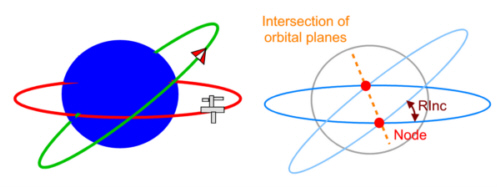 Intersection of
orbital planes
RInc
Node